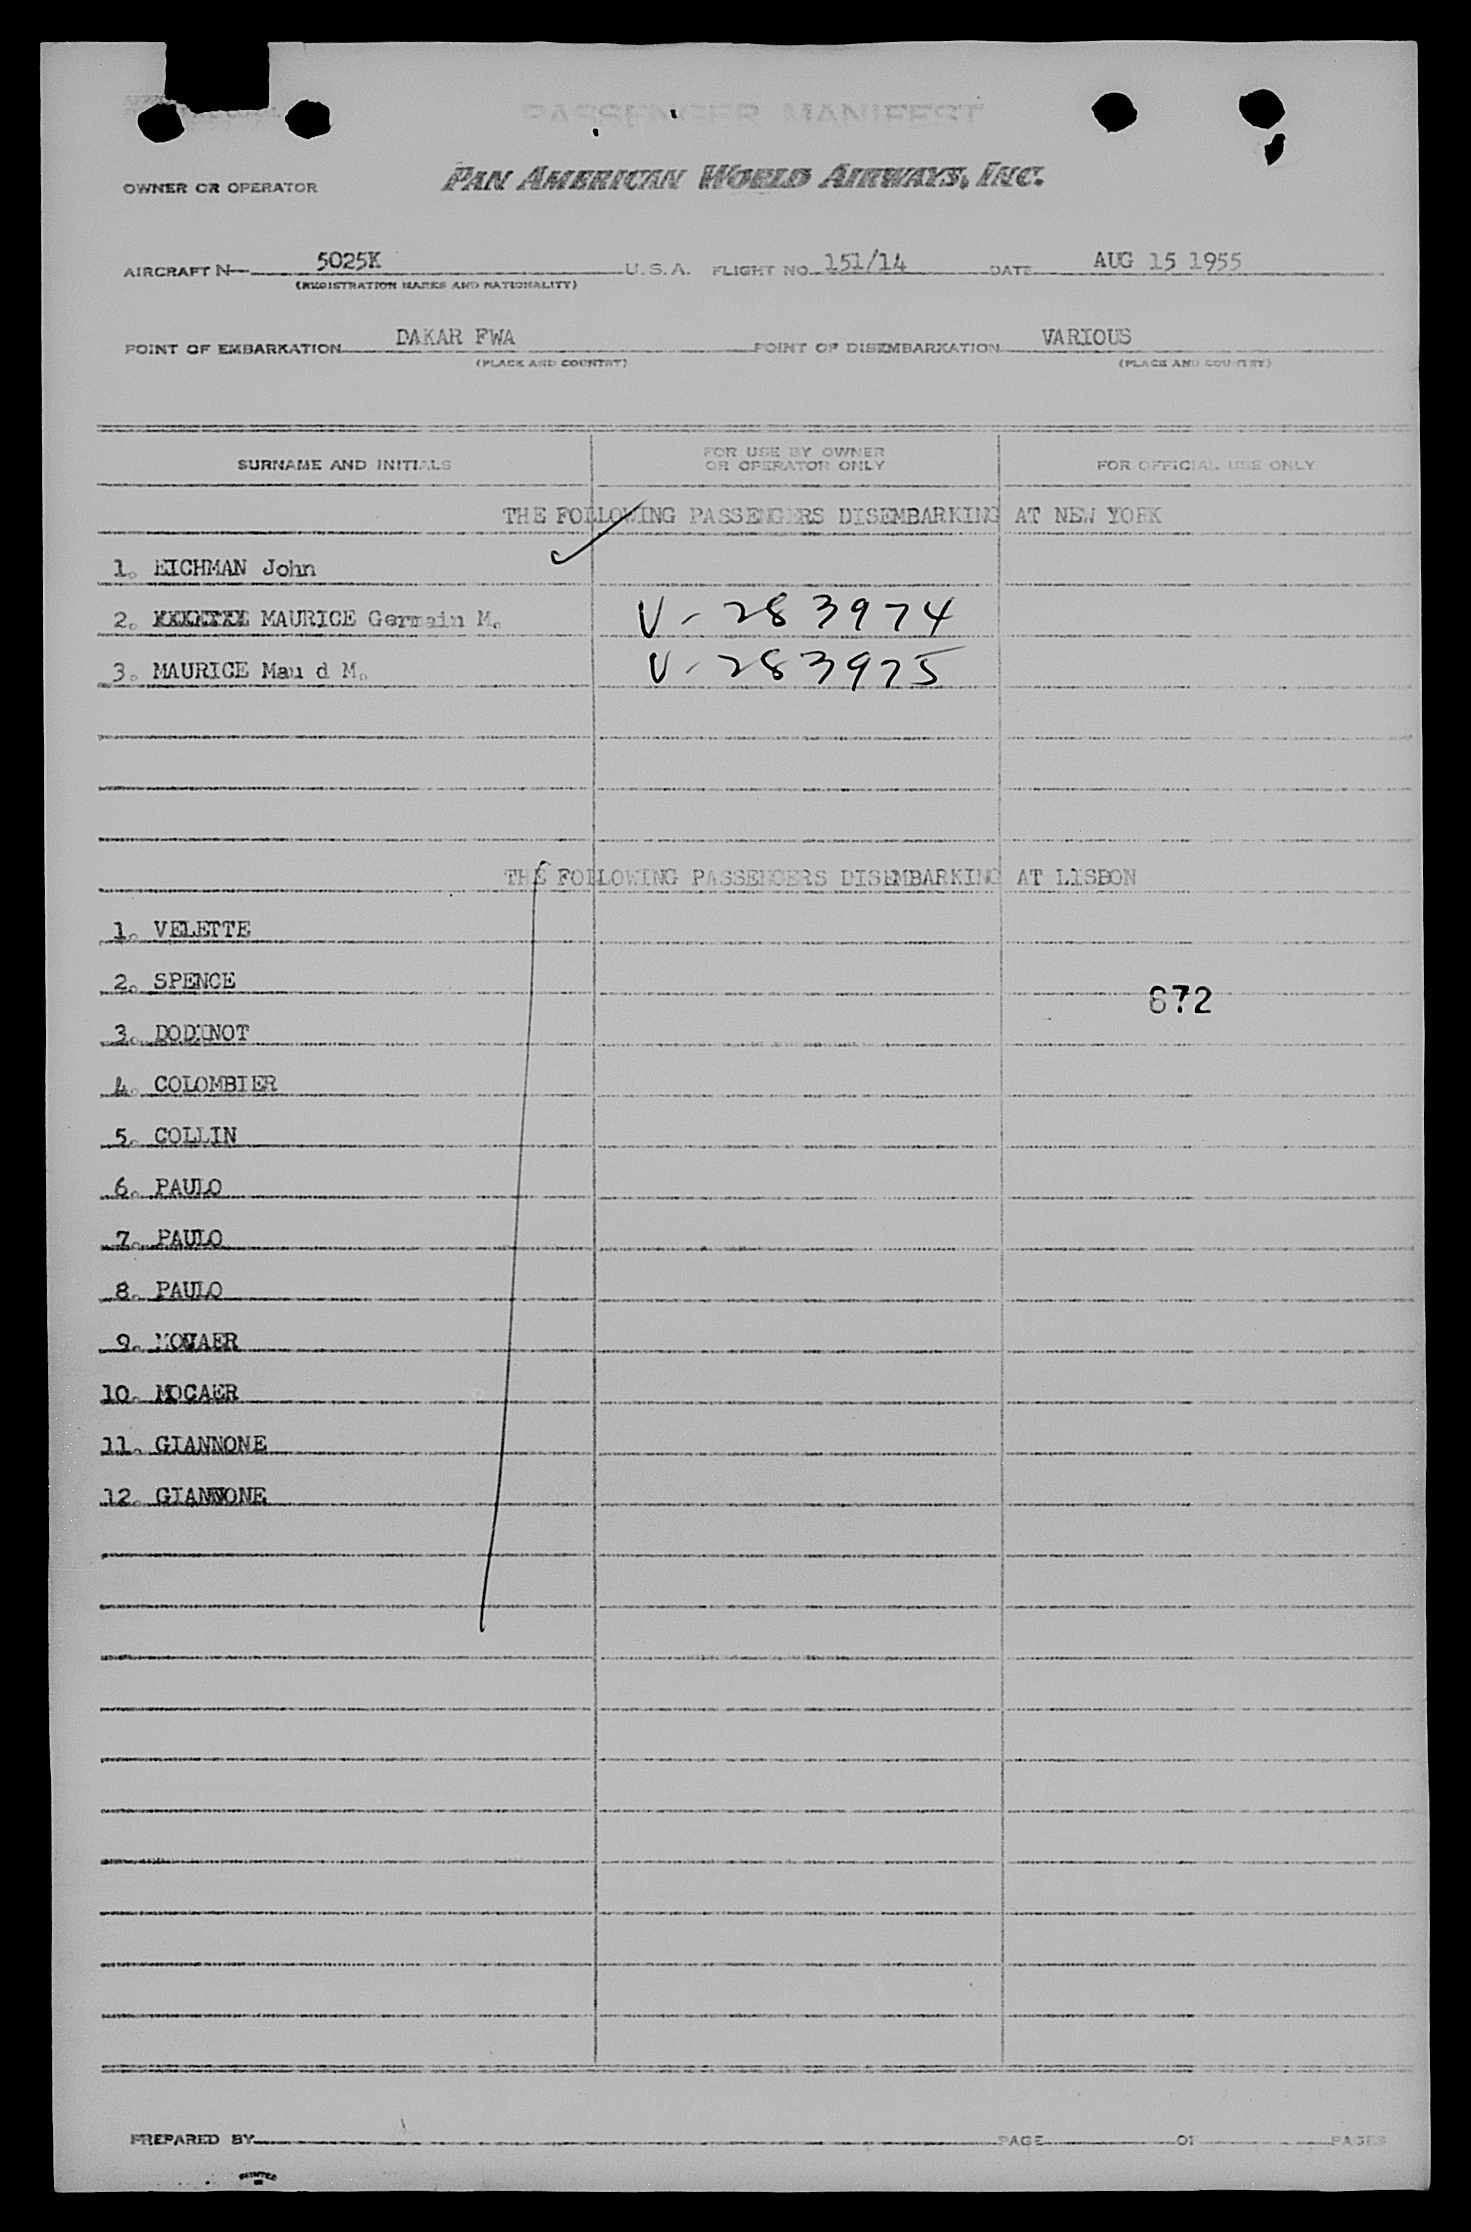 PASSENGER MANIFEST
OWNER OR OPERATOR PAN AMERICAN WORLD AIRWAYS, INC.
AIRCRAFT N- 5025K U.S.A. FLIGHT NO. 151/14 DATE AUG 15 1955
(REGISTRATION MARKS AND NATIONALITY)
POINT OF EMBARKATION DAKAR FWA POINT OF DISEMBARKATION VARIOUS
(PLACE AND COUNTRY) (PLACE AND COUNTRY)
SURNAME AND INITIALS FOR USE BY OWNER OR OPERATOR ONLY FOR OFFICIAL USE ONLY
THE FOLLOWING PASSENGERS DISEMBARKING AT NEW YORK
1. EICHMAN John
2. MAURICE Germain M. V-283974
3. MAURICE Mau d M. V-283975
THE FOLLOWING PASSENGERS DISEMBARKING AT LISBON
1. VELETTE
2. SPENCE
872
3. DODINOT
4. COLOMBIER
5. COLLIN
6. PAULO
7. PAULO
8. PAULO
9. MOCAER
10. MOCAER
11. GIANNONE
12. GIANNONE
PREPARED BY PAGE OF PAGES
PRINTED